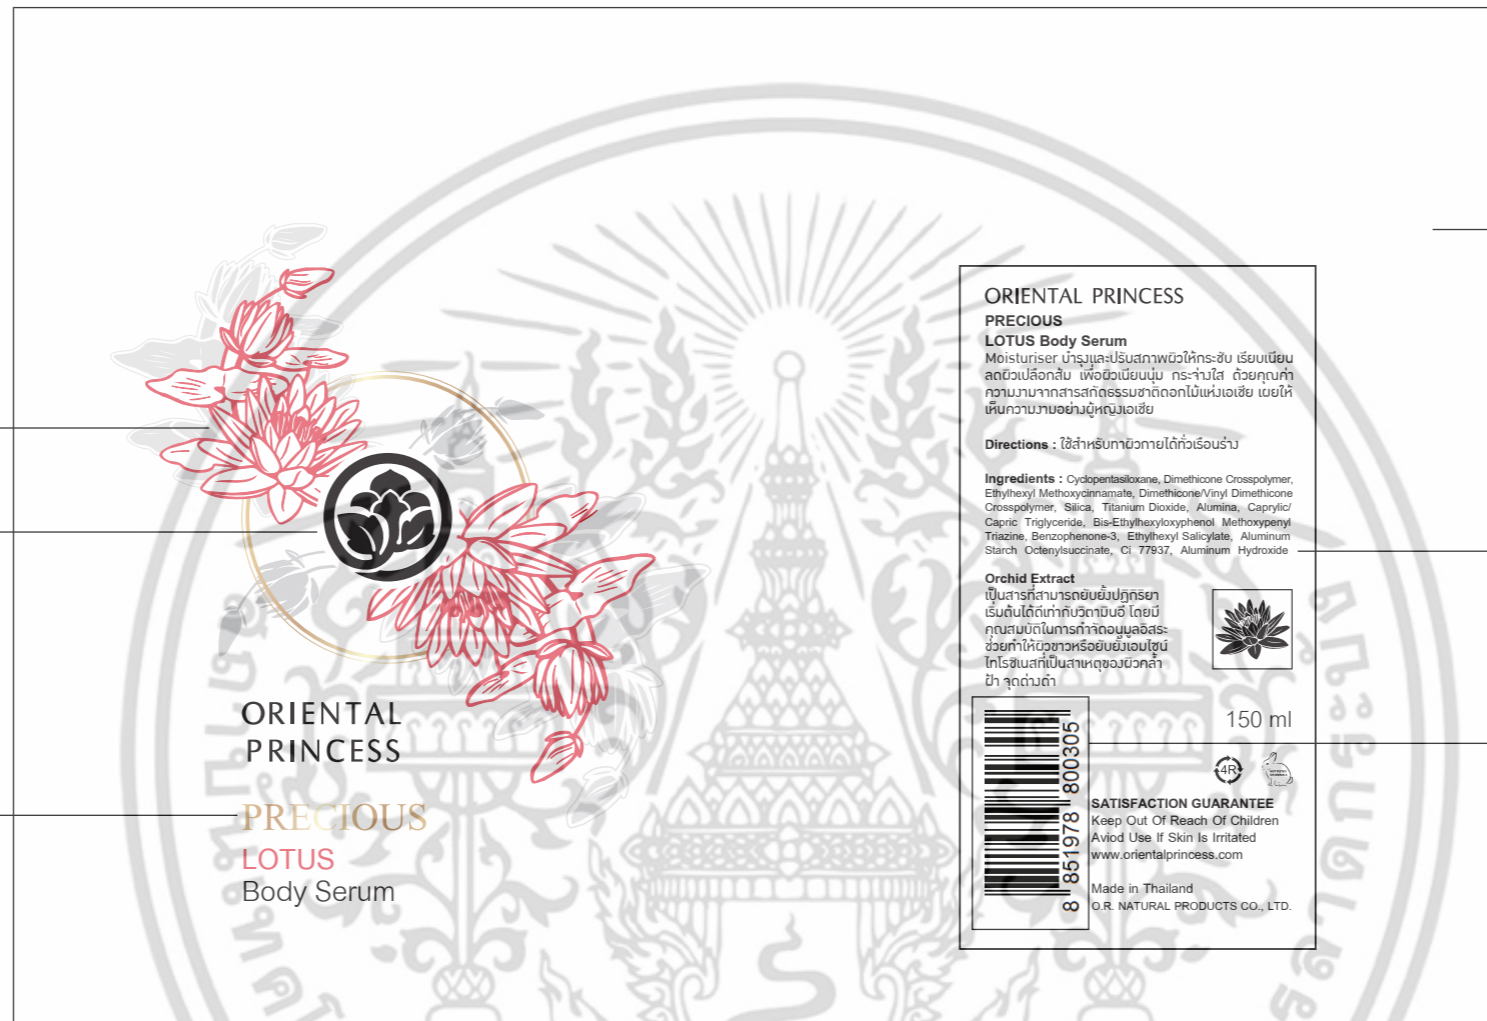 ORIENTAL
PRINCESS
PRECIOUS
LOTUS
Body Serum
ORIENTAL PRINCESS
PRECIOUS
LOTUS Body Serum
Moisturiser บำรุงและปรับสภาพผิวให้กระชับ เรียบเนียน
ลดผิวเปลือกส้ม เพื่อผิวเนียนนุ่ม กระจ่างใส ด้วยคุณค่า
ความงามจากสารสกัดธรรมชาติดอกไม้แห่งเอเชีย เผยให้
เห็นความงามอย่างผู้หญิงเอเชีย
Directions : ใช้สำหรับทาผิวกายได้ทั่วเรือนร่าง
Ingredients : Cyclopentasiloxane, Dimethicone Crosspolymer,
Ethylhexyl Methoxycinnamate, Dimethicone/Vinyl Dimethicone
Crosspolymer, Silica, Titanium Dioxide, Alumina, Caprylic/
Capric Triglyceride, Bis-Ethylhexyloxyphenol Methoxypenyl
Triazine, Benzophenone-3, Ethylhexyl Salicylate, Aluminum
Starch Octenylsuccinate, Ci 77937, Aluminum Hydroxide
Orchid Extract
เป็นสารที่สามารถยับยั้งปฏิกิริยา
เริ่มต้นได้ดีเท่ากับวิตามินอี โดยมี
คุณสมบัติในการกำจัดอนุมูลอิสระ
ช่วยทำให้ผิวขาวหรือยับยั้งเอมไซน์
ไทโรซิเนสที่เป็นสาเหตุของผิวคล้ำ
ฝ้า จุดด่างดำ
150 ml
8 851978 800305
4R
SATISFACTION GUARANTEE
Keep Out Of Reach Of Children
Aviod Use If Skin Is Irritated
www.orientalprincess.com
Made in Thailand
O.R. NATURAL PRODUCTS CO., LTD.